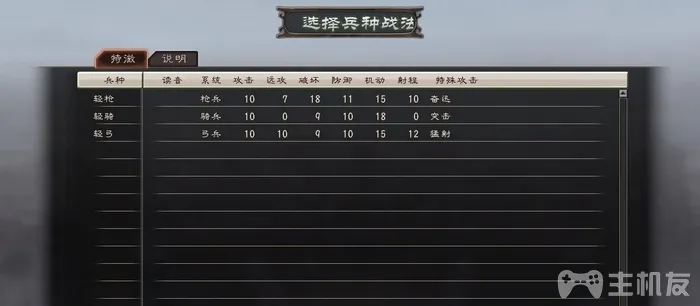 选择兵种战法
特徵 说明
兵种 读音 系统 攻击 远攻 破坏 防御 机动 射程 特殊攻击
轻枪 枪兵 10 7 18 11 15 10 奋迅
轻骑 骑兵 10 0 9 10 18 0 突击
轻弓 弓兵 10 10 9 10 15 12 猛射
主机友